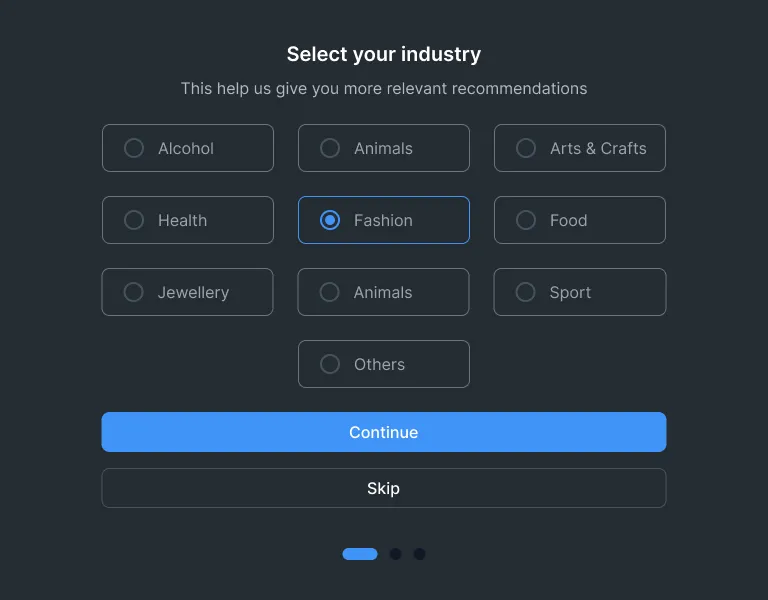 Select your industry
This help us give you more relevant recommendations
Alcohol
Animals
Arts & Crafts
Health
Fashion
Food
Jewellery
Animals
Sport
Others
Continue
Skip